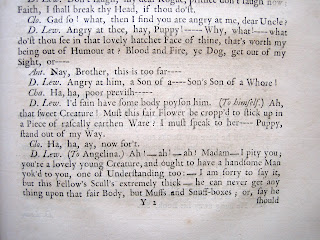 Faith, I shall break thy Head, if thou dost.
Clo. Gad so! what, then I find you are angry at me, dear Uncle?
D. Lew. Angry at thee, hay, Puppy!----Why, what!----what
do'st thou see in that lovely hatchet Face of thine, that's worth my
being out of Humour at? Blood and Fire, ye Dog, get out of my
Sight, or----
Ant. Nay, Brother, this is too far----
D. Lew. Angry at him, a Son of a----Son's Son of a Whore!
Cha. Ha, ha, poor peevish-----
D. Lew. I'd fain have some body poyson him. (To himself.) Ah,
that sweet Creature! Must this fair Flower be cropp'd to stick up in
a Piece of rascally earthen Ware? I must speak to her----Puppy,
stand out of my Way.
Clo. Ha, ha, ay, now for't.
D. Lew. (To Angelina.) Ah!--ah!--ah! Madam--I pity you;
you're a lovely young Creature, and ought to have a handsome Man
yok'd to you, one of Understanding too:--I am sorry to say it,
but this Fellow's Scull's extremely thick--he can never get any
thing upon that fair Body, but Muffs and Snuff-boxes; or, say he
Y 2 should